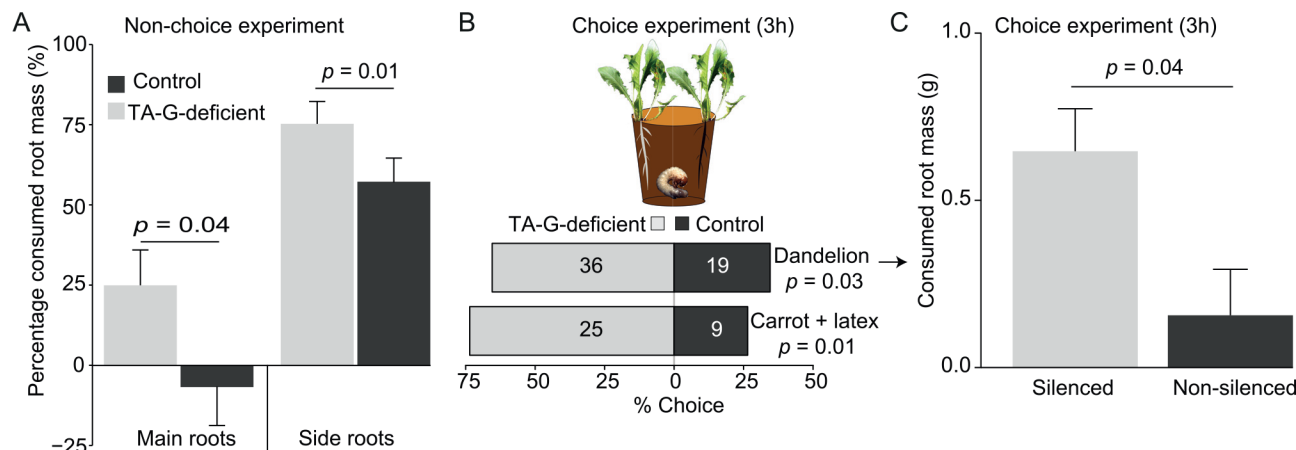 A
Non-choice experiment
Percentage consumed root mass (%)
100
75
50
25
0
−25
Control
TA-G-deficient
p = 0.04
p = 0.01
Main roots
Side roots
B
Choice experiment (3h)
TA-G-deficient
Control
36
19
Dandelion
p = 0.03
25
9
Carrot + latex
p = 0.01
75
50
25
0
25
50
% Choice
C
Choice experiment (3h)
Consumed root mass (g)
1.0
0.5
0.0
p = 0.04
Silenced
Non-silenced